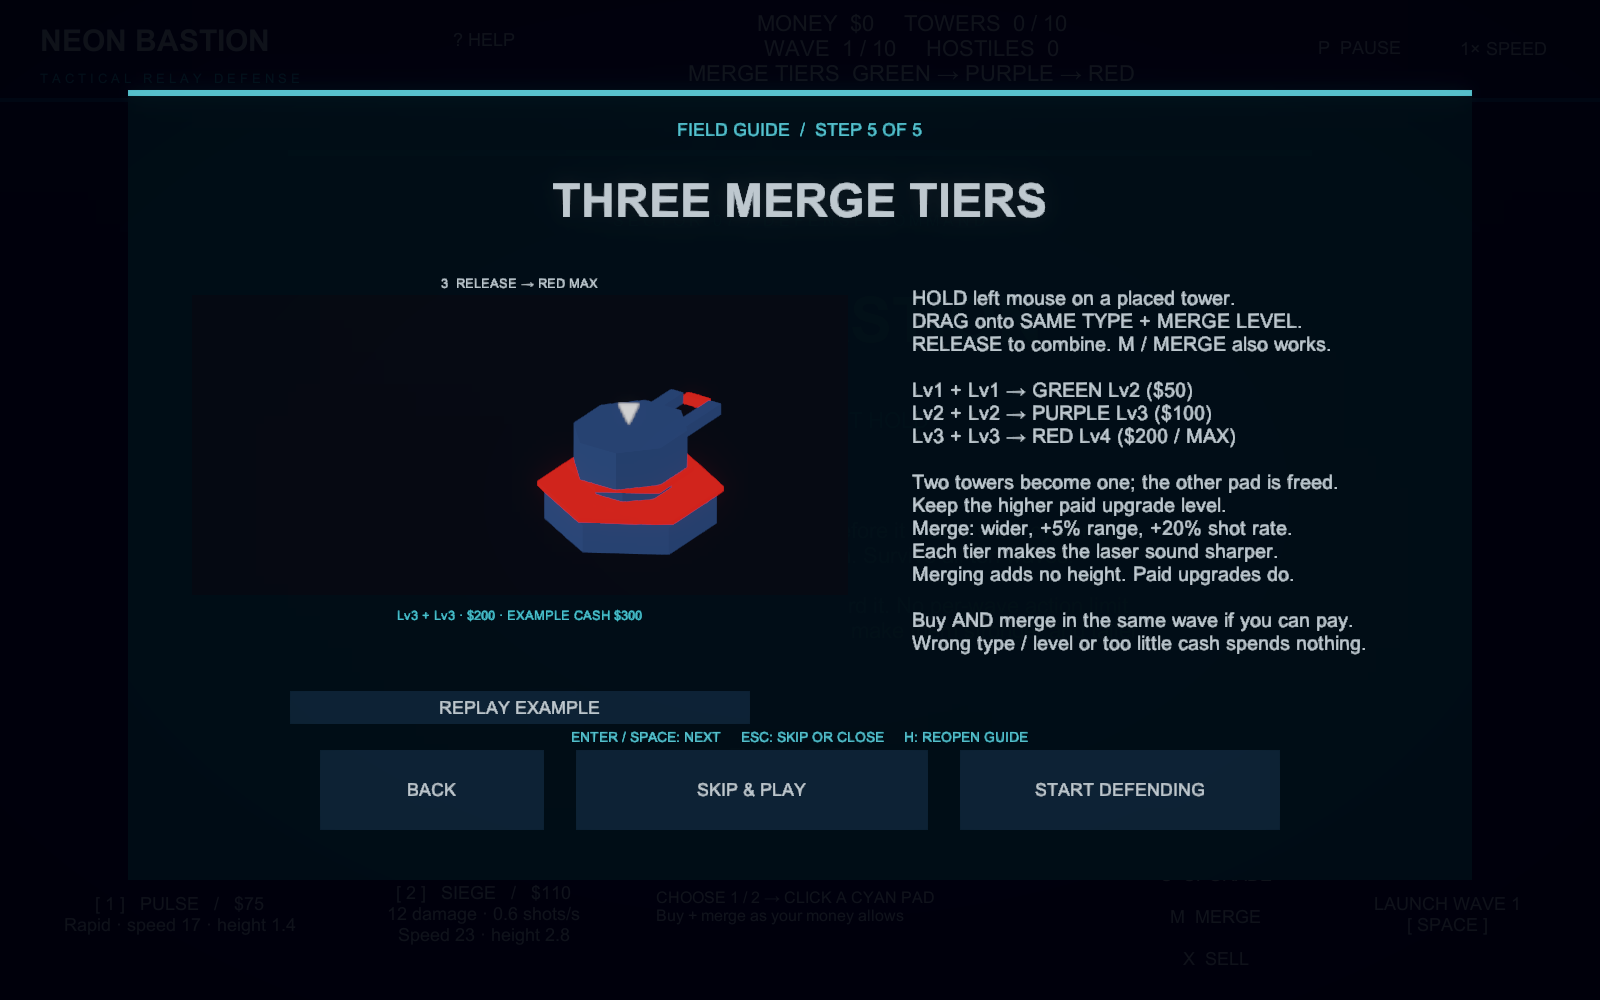 NEON BASTION
TACTICAL RELAY DEFENSE
? HELP
MONEY $0 TOWERS 0 / 10
WAVE 1 / 10 HOSTILES 0
MERGE TIERS GREEN → PURPLE → RED
P PAUSE
1× SPEED
FIELD GUIDE / STEP 5 OF 5
THREE MERGE TIERS
3 RELEASE → RED MAX
Lv3 + Lv3 · $200 · EXAMPLE CASH $300
HOLD left mouse on a placed tower.
DRAG onto SAME TYPE + MERGE LEVEL.
RELEASE to combine. M / MERGE also works.
Lv1 + Lv1 → GREEN Lv2 ($50)
Lv2 + Lv2 → PURPLE Lv3 ($100)
Lv3 + Lv3 → RED Lv4 ($200 / MAX)
Two towers become one; the other pad is freed.
Keep the higher paid upgrade level.
Merge: wider, +5% range, +20% shot rate.
Each tier makes the laser sound sharper.
Merging adds no height. Paid upgrades do.
Buy AND merge in the same wave if you can pay.
Wrong type / level or too little cash spends nothing.
REPLAY EXAMPLE
ENTER / SPACE: NEXT ESC: SKIP OR CLOSE H: REOPEN GUIDE
BACK
SKIP & PLAY
START DEFENDING
[ 1 ] PULSE / $75
Rapid · speed 17 · height 1.4
[ 2 ] SIEGE / $110
12 damage · 0.6 shots/s
Speed 23 · height 2.8
CHOOSE 1 / 2 → CLICK A CYAN PAD
Buy + merge as your money allows
M MERGE
X SELL
LAUNCH WAVE 1
[ SPACE ]